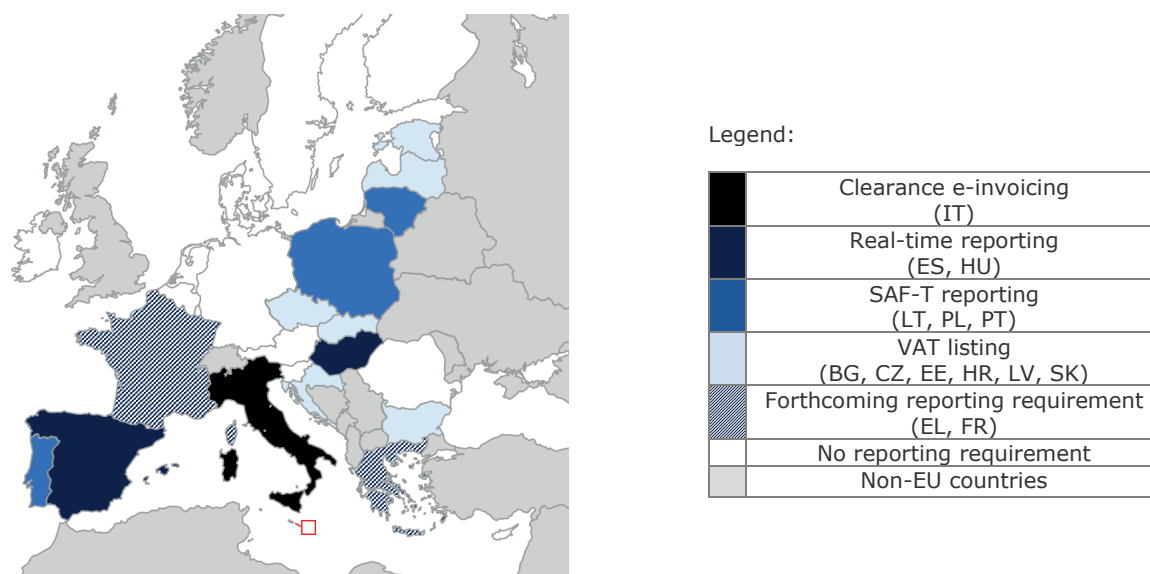 Legend:
Clearance e-invoicing
(IT)
Real-time reporting
(ES, HU)
SAF-T reporting
(LT, PL, PT)
VAT listing
(BG, CZ, EE, HR, LV, SK)
Forthcoming reporting requirement
(EL, FR)
No reporting requirement
Non-EU countries